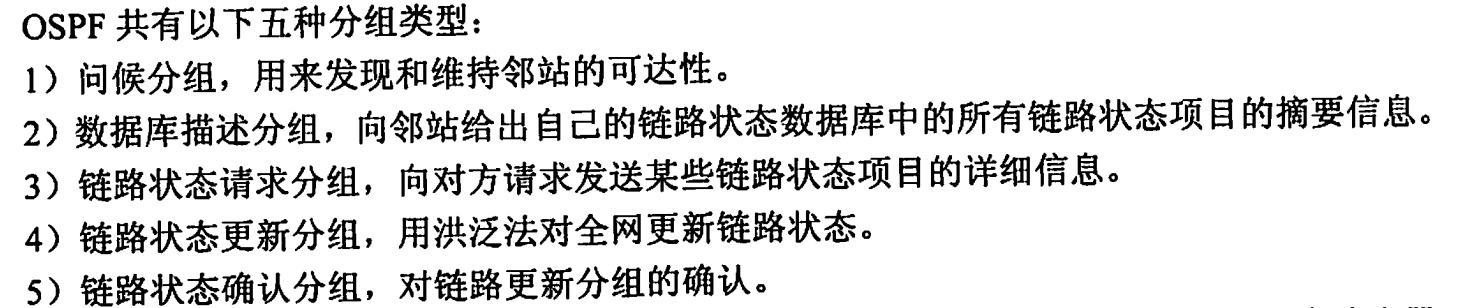 OSPF 共有以下五种分组类型：
1）问候分组，用来发现和维持邻站的可达性。
2）数据库描述分组，向邻站给出自己的链路状态数据库中的所有链路状态项目的摘要信息。
3）链路状态请求分组，向对方请求发送某些链路状态项目的详细信息。
4）链路状态更新分组，用洪泛法对全网更新链路状态。
5）链路状态确认分组，对链路更新分组的确认。